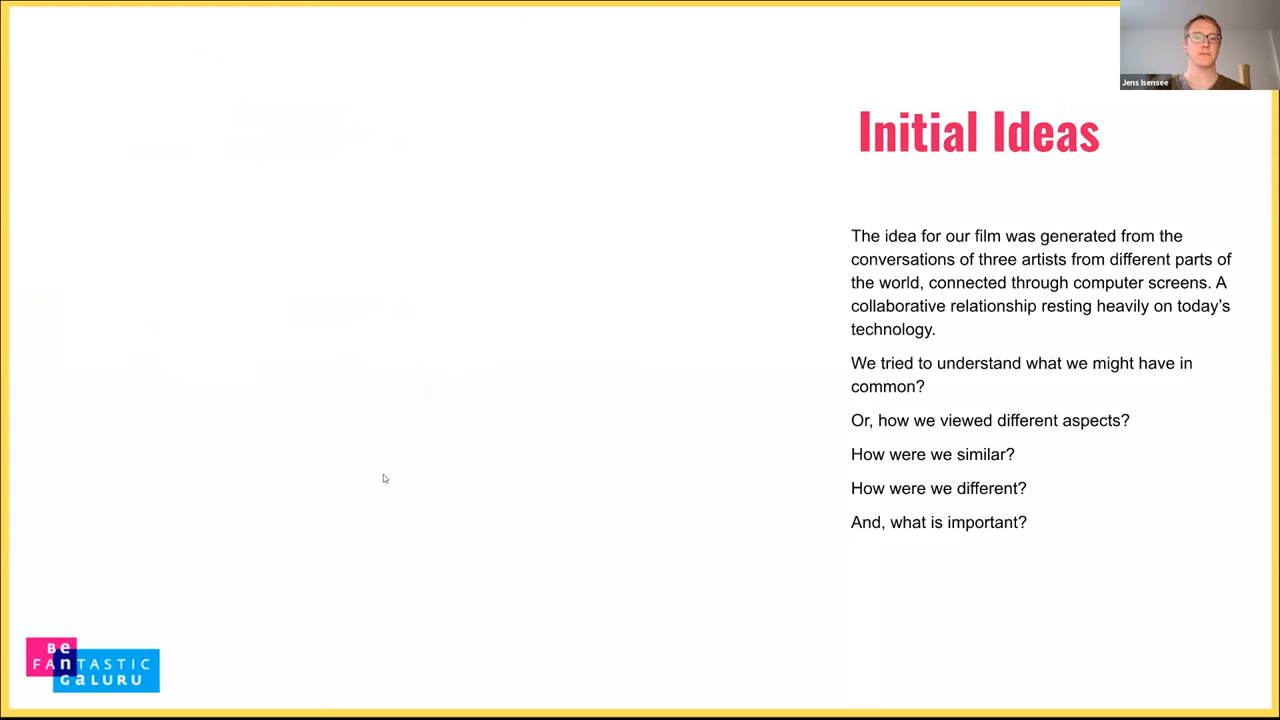 Jens Isensee
Initial Ideas
The idea for our film was generated from the
conversations of three artists from different parts of
the world, connected through computer screens. A
collaborative relationship resting heavily on today’s
technology.
We tried to understand what we might have in
common?
Or, how we viewed different aspects?
How were we similar?
How were we different?
And, what is important?
Be
FANTASTIC
GaLURU